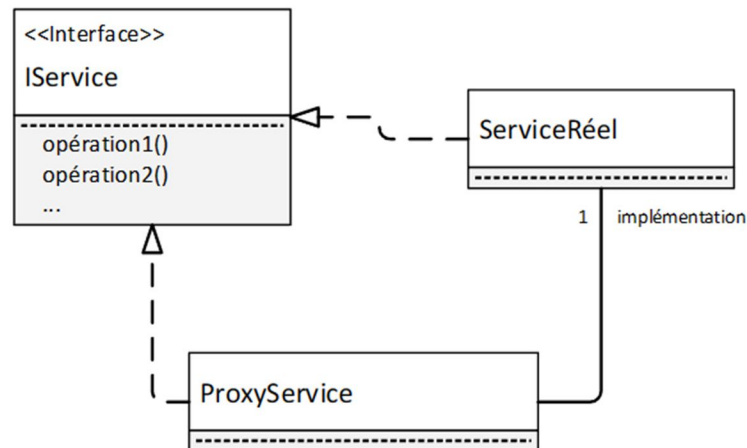 <<Interface>>
IService
opération1()
opération2()
...
ServiceRéel
1 implémentation
ProxyService